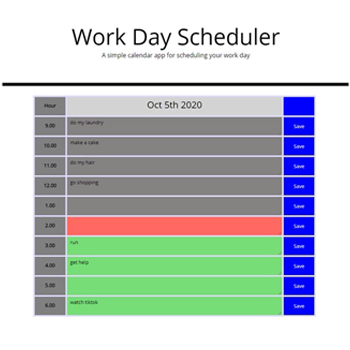 Work Day Scheduler
A simple calendar app for scheduling your work day
Hour Oct 5th 2020
9.00 do my laundry Save
10.00 make a cake Save
11.00 do my hair Save
12.00 go shopping Save
1.00 Save
2.00 Save
3.00 run Save
4.00 get help Save
5.00 Save
6.00 watch tiktok Save